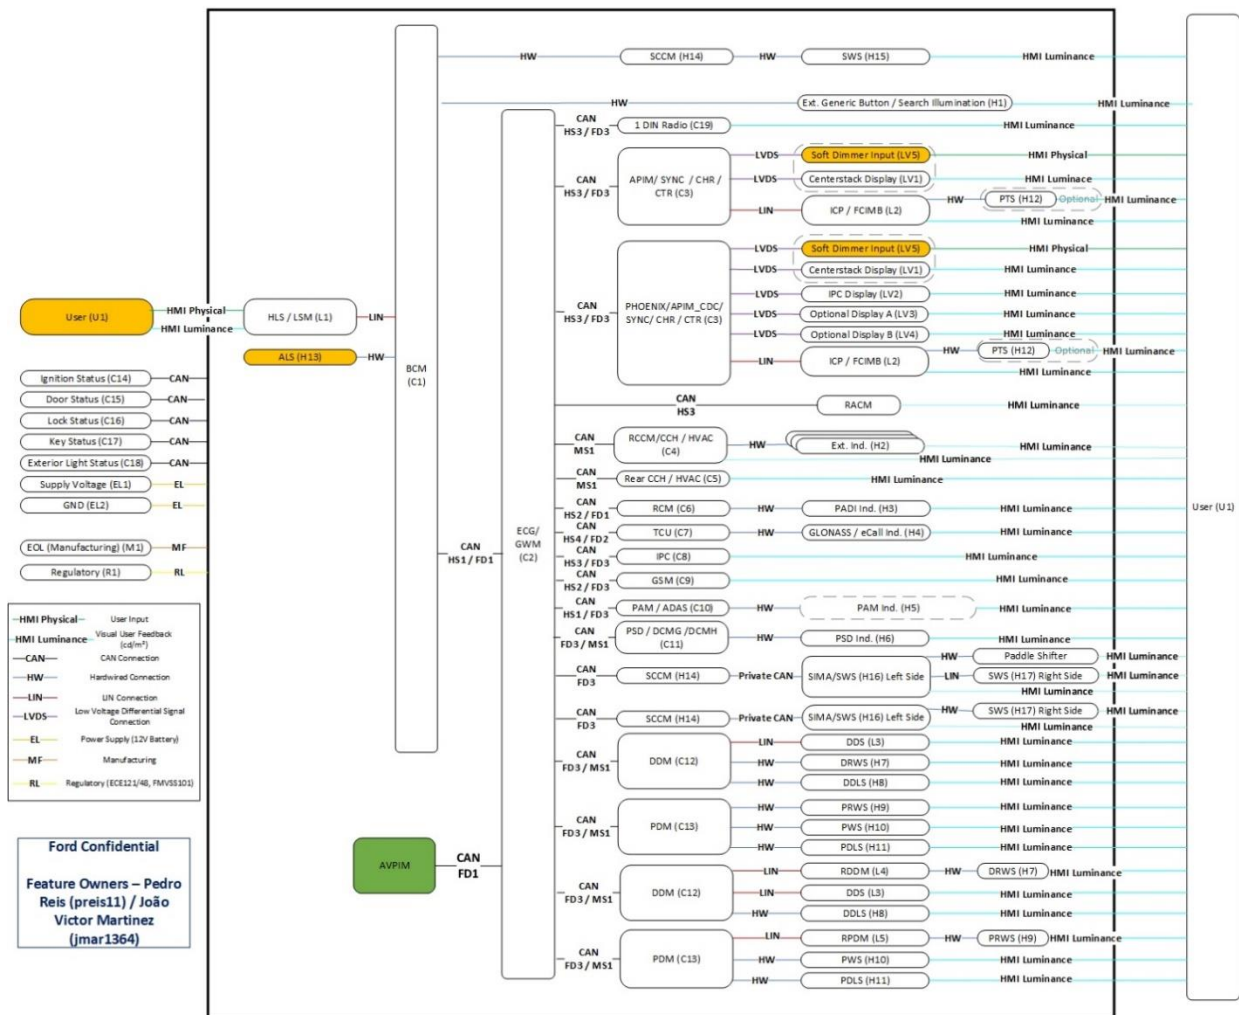 HW
SCCM (H14)
HW
SWS (H15)
HMI Luminance
HW
Ext. Generic Button / Search Illumination (H1)
HMI Luminance
CAN
HS3 / FD3
1 DIN Radio (C19)
HMI Luminance
CAN
HS3 / FD3
APIM/ SYNC / CHR /
CTR (C3)
LVDS
Soft Dimmer Input (LV5)
HMI Physical
LVDS
Centerstack Display (LV1)
HMI Luminace
LIN
ICP / FCIMB (L2)
HW
PTS (H12)
Optional
HMI Luminance
HMI Luminance
CAN
HS3 / FD3
PHOENIX/APIM_CDC/
SYNC/ CHR / CTR (C3)
LVDS
Soft Dimmer Input (LV5)
HMI Physical
LVDS
Centerstack Display (LV1)
HMI Luminance
LVDS
IPC Display (LV2)
HMI Luminance
LVDS
Optional Display A (LV3)
HMI Luminance
LVDS
Optional Display B (LV4)
HMI Luminance
LIN
ICP / FCIMB (L2)
HW
PTS (H12)
Optional
HMI Luminance
HMI Luminance
User (U1)
HMI Physical
HMI Luminance
HLS / LSM (L1)
LIN
ALS (H13)
HW
BCM
(C1)
Ignition Status (C14)
CAN
Door Status (C15)
CAN
Lock Status (C16)
CAN
Key Status (C17)
CAN
Exterior Light Status (C18)
CAN
Supply Voltage (EL1)
EL
GND (EL2)
EL
EOL (Manufacturing) (M1)
MF
Regulatory (R1)
RL
CAN
HS1 / FD1
ECG/
GWM
(C2)
User (U1)
CAN
HS3
RACM
HMI Luminance
CAN
MS1
RCCM/CCH / HVAC
(C4)
HW
Ext. Ind. (H2)
HMI Luminance
HMI Luminance
CAN
MS1
Rear CCH / HVAC (C5)
HMI Luminance
CAN
HS2 / FD1
RCM (C6)
HW
PADI Ind. (H3)
HMI Luminance
CAN
HS4 / FD2
TCU (C7)
HW
GLONASS / eCall Ind. (H4)
HMI Luminance
CAN
HS3 / FD3
IPC (C8)
HMI Luminance
CAN
HS2 / FD3
GSM (C9)
HMI Luminance
CAN
HS1 / FD3
PAM / ADAS (C10)
HW
PAM Ind. (H5)
HMI Luminance
CAN
FD3 / MS1
PSD / DCMG /DCMH
(C11)
HW
PSD Ind. (H6)
HMI Luminance
CAN
FD3
SCCM (H14)
Private CAN
SIMA/SWS (H16) Left Side
HW
Paddle Shifter
HMI Luminance
LIN
SWS (H17) Right Side
HMI Luminance
HMI Luminance
CAN
FD3
SCCM (H14)
Private CAN
SIMA/SWS (H16) Left Side
HW
SWS (H17) Right Side
HMI Luminance
HMI Luminance
CAN
FD3 / MS1
DDM (C12)
LIN
DDS (L3)
HMI Luminance
HW
DRWS (H7)
HMI Luminance
HW
DDLS (H8)
HMI Luminance
CAN
FD3 / MS1
PDM (C13)
HW
PRWS (H9)
HMI Luminance
HW
PWS (H10)
HMI Luminance
HW
PDLS (H11)
HMI Luminance
CAN
FD3 / MS1
DDM (C12)
LIN
RDDM (L4)
HW
DRWS (H7)
HMI Luminance
LIN
DDS (L3)
HMI Luminance
HW
DDLS (H8)
HMI Luminance
CAN
FD3 / MS1
PDM (C13)
LIN
RPDM (L5)
HW
PRWS (H9)
HMI Luminance
HW
PWS (H10)
HMI Luminance
HW
PDLS (H11)
HMI Luminance
AVPIM
CAN
FD1
HMI Physical
User Input
HMI Luminance
Visual User Feedback
(cd/m²)
CAN
CAN Connection
HW
Hardwired Connection
LIN
LIN Connection
LVDS
Low Voltage Differential Signal
Connection
EL
Power Supply (12V Battery)
MF
Manufacturing
RL
Regulatory (ECE121/48, FMVSS101)
Ford Confidential
Feature Owners – Pedro
Reis (preis11) / João
Victor Martinez
(jmar1364)